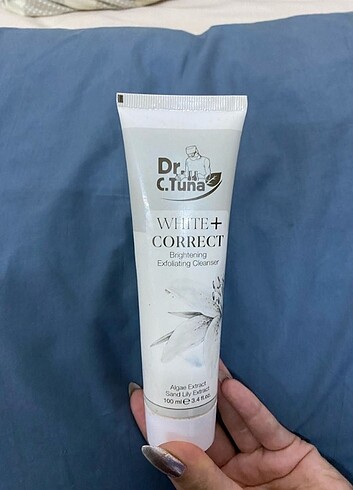 Dr.
C.Tuna
WHITE+
CORRECT
Brightening
Exfoliating Cleanser
Algae Extract
Sand Lily Extract
100 ml ℮ 3.4 fl.oz.